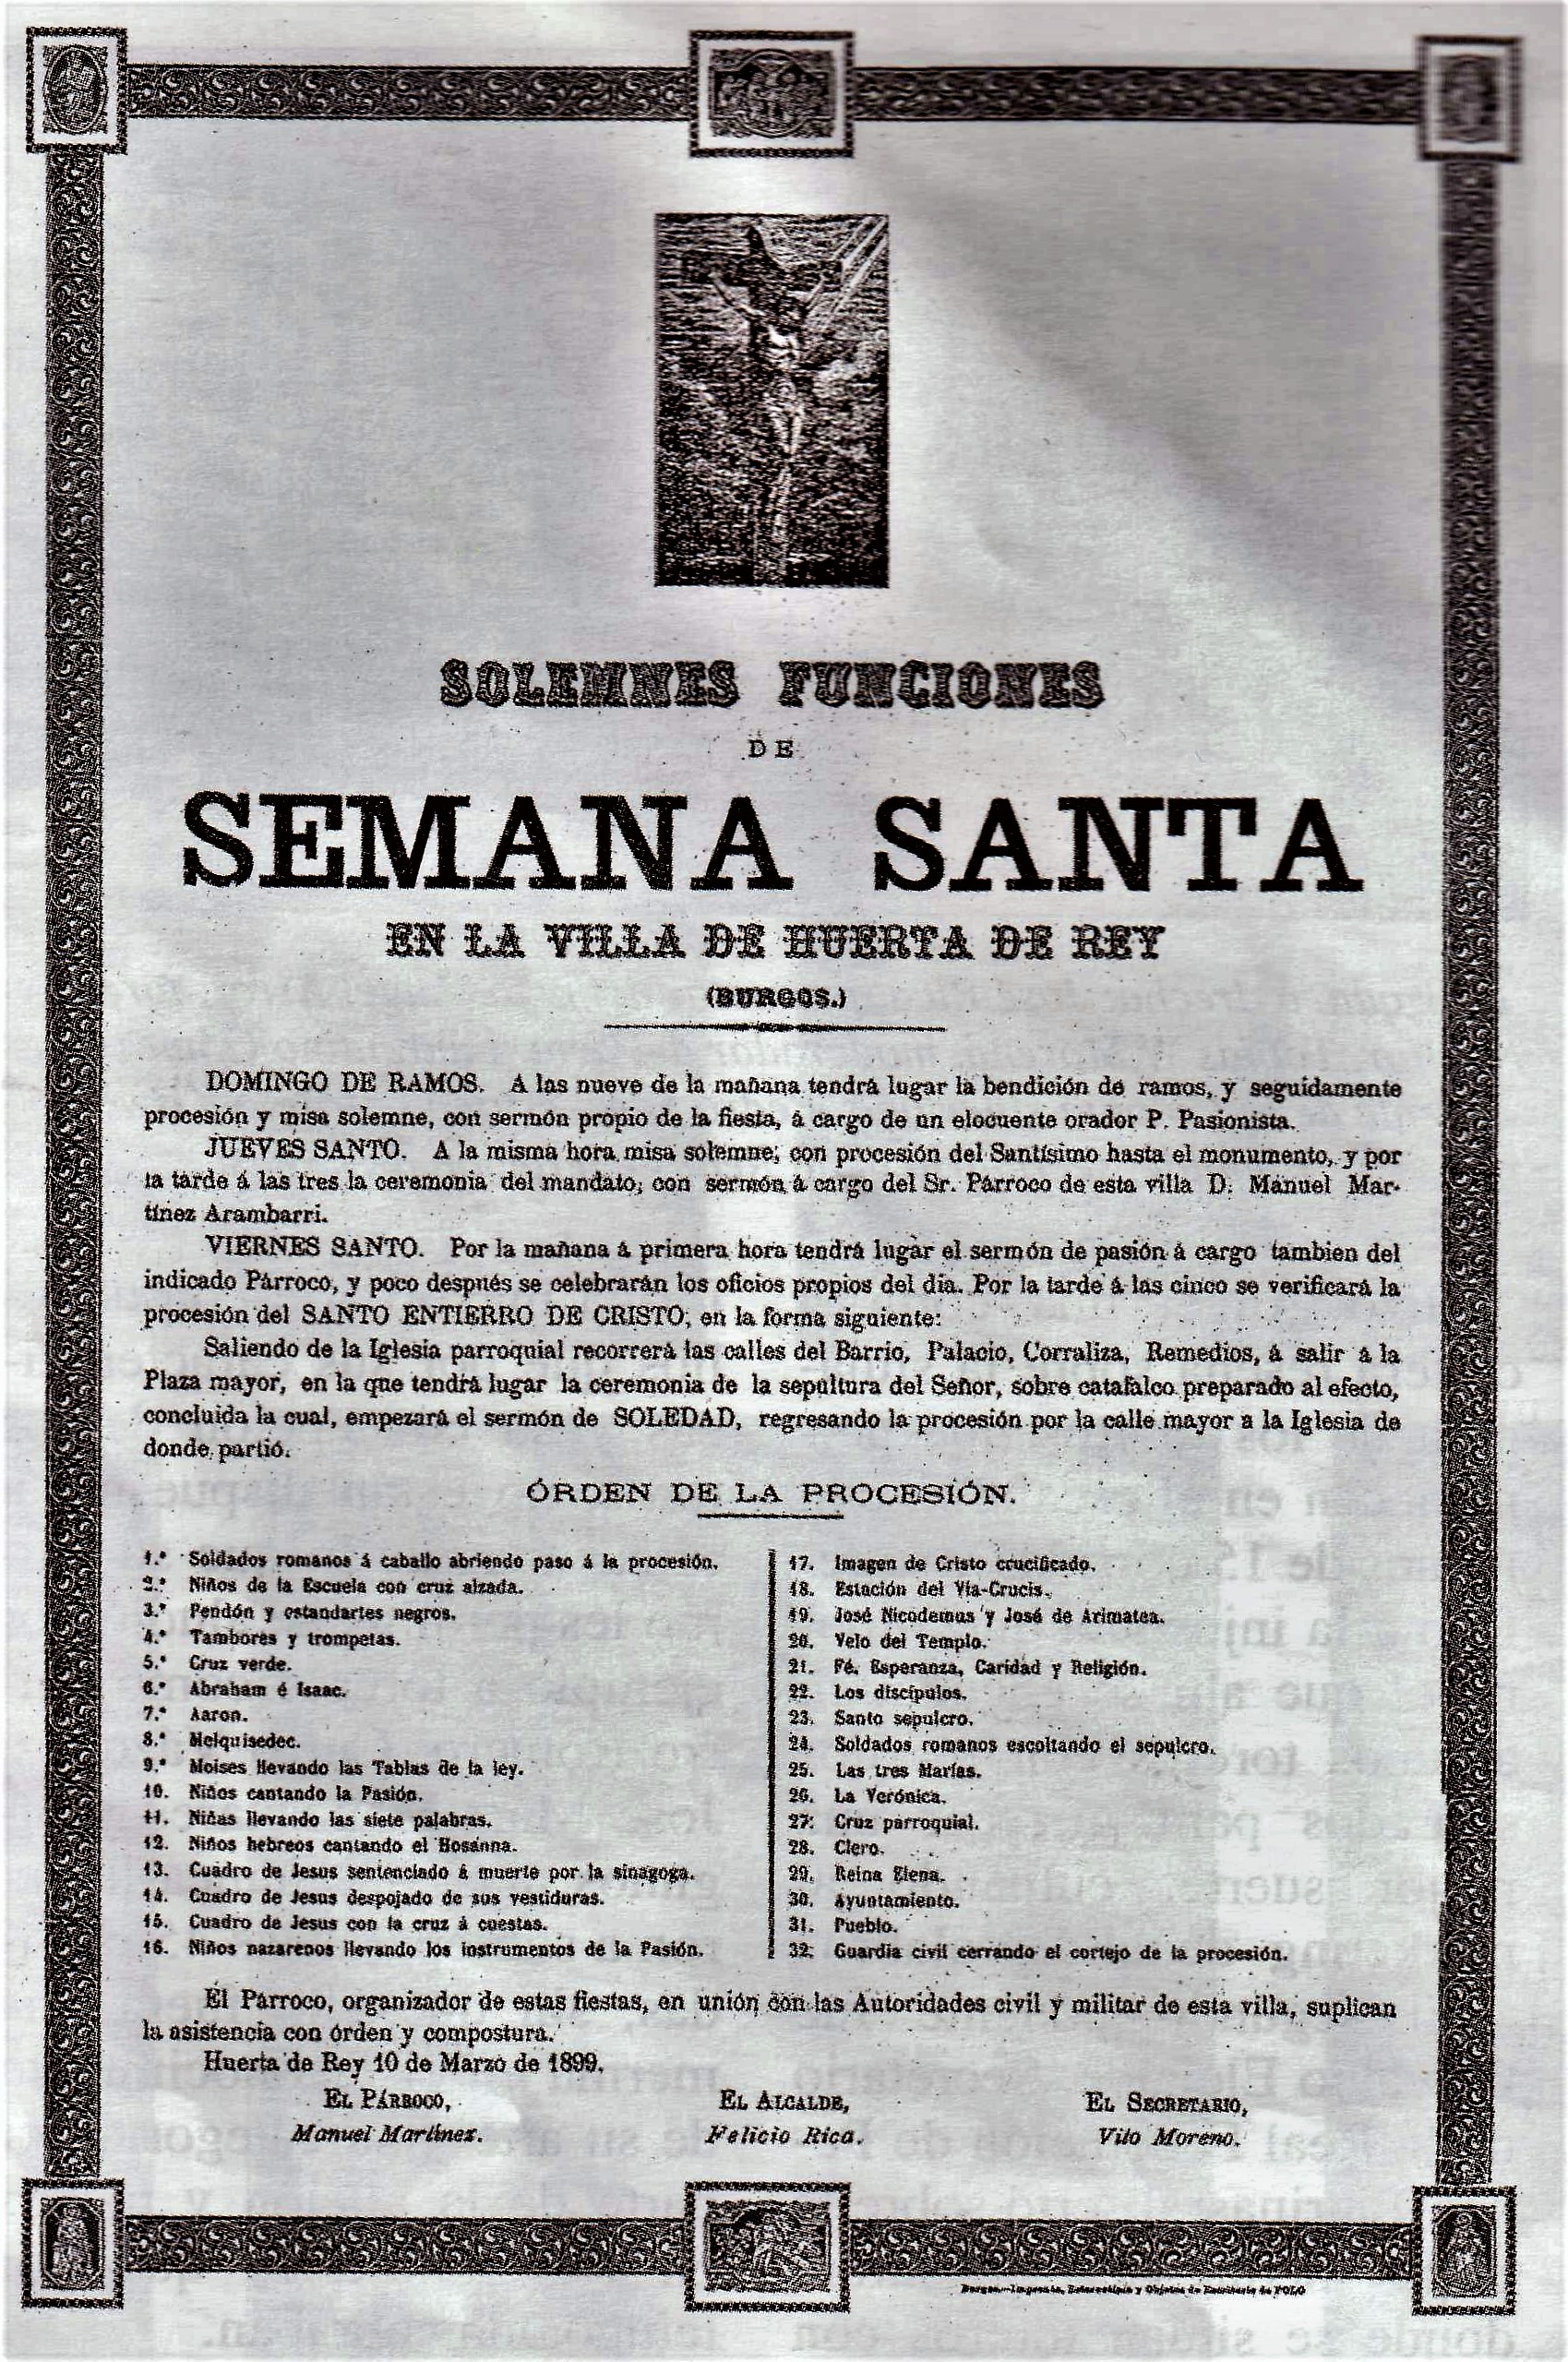 SOLEMNES FUNCIONES
DE
SEMANA SANTA
EN LA VILLA DE HUERTA DE REY
(BURGOS.)
DOMINGO DE RAMOS. A las nueve de la mañana tendrá lugar la bendición de ramos, y seguidamente
procesión y misa solemne, con sermón propio de la fiesta, á cargo de un elocuente orador P. Pasionista.
JUEVES SANTO. A la misma hora misa solemne, con procesión del Santísimo hasta el monumento, y por
la tarde á las tres la ceremonia del mandato, con sermón á cargo del Sr. Párroco de esta villa D. Manuel Mar-
tínez Arambarri.
VIERNES SANTO. Por la mañana á primera hora tendrá lugar el sermón de pasión á cargo tambien del
indicado Párroco, y poco después se celebrarán los oficios propios del día. Por la tarde á las cinco se verificará la
procesión del SANTO ENTIERRO DE CRISTO, en la forma siguiente:
Saliendo de la Iglesia parroquial recorrerá las calles del Barrio, Palacio, Corraliza, Remedios, á salir á la
Plaza mayor, en la que tendrá lugar la ceremonia de la sepultura del Señor, sobre catafalco preparado al efecto,
concluida la cual, empezará el sermón de SOLEDAD, regresando la procesión por la calle mayor a la Iglesia de
donde partió.
ÓRDEN DE LA PROCESIÓN.
1.º Soldados romanos á caballo abriendo paso á la procesión.
2.º Niños de la Escuela con cruz alzada.
3.º Pendón y estandartes negros.
4.º Tambores y trompetas.
5.º Cruz verde.
6.º Abraham é Isaac.
7.º Aaron.
8.º Melquisedec.
9.º Moises llevando las Tablas de la ley.
10. Niños cantando la Pasión.
11. Niñas llevando las siete palabras.
12. Niños hebreos cantando el Hosanna.
13. Cuadro de Jesus sentenciado á muerte por la sinagoga.
14. Cuadro de Jesus despojado de sus vestiduras.
15. Cuadro de Jesus con la cruz á cuestas.
16. Niños nazarenos llevando los instrumentos de la Pasión.
17. Imagen de Cristo crucificado.
18. Estación del Vía-Crucis.
19. José Nicodemus y José de Arimatea.
20. Velo del Templo.
21. Fé, Esperanza, Caridad y Religión.
22. Los discípulos.
23. Santo sepulcro.
24. Soldados romanos escoltando el sepulcro.
25. Las tres Marías.
26. La Verónica.
27. Cruz parroquial.
28. Clero.
29. Reina Elena.
30. Ayuntamiento.
31. Pueblo.
32. Guardia civil cerrando el cortejo de la procesión.
El Párroco, organizador de estas fiestas, en unión con las Autoridades civil y militar de esta villa, suplican
la asistencia con órden y compostura.
Huerta de Rey 10 de Marzo de 1899.
EL PÁRROCO,
Manuel Martínez.
EL ALCALDE,
Felicio Rica.
EL SECRETARIO,
Vito Moreno.
Burgos.—Imprenta, Estereotipia y Objetos de Escritorio de POLO